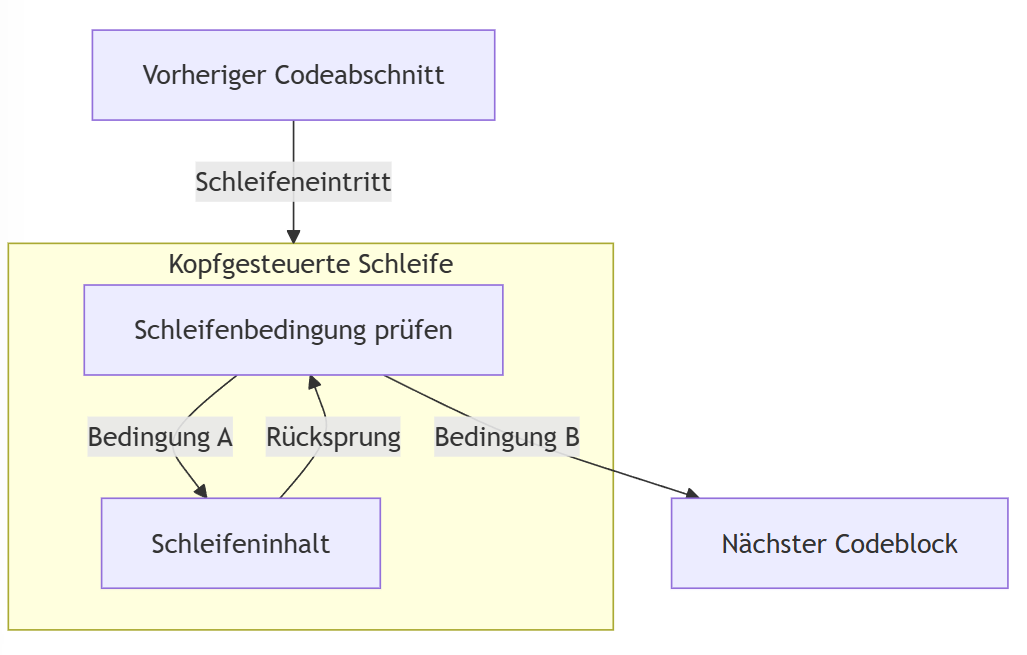 Vorheriger Codeabschnitt
Schleifeneintritt
Kopfgesteuerte Schleife
Schleifenbedingung prüfen
Bedingung A
Rücksprung
Bedingung B
Schleifeninhalt
Nächster Codeblock